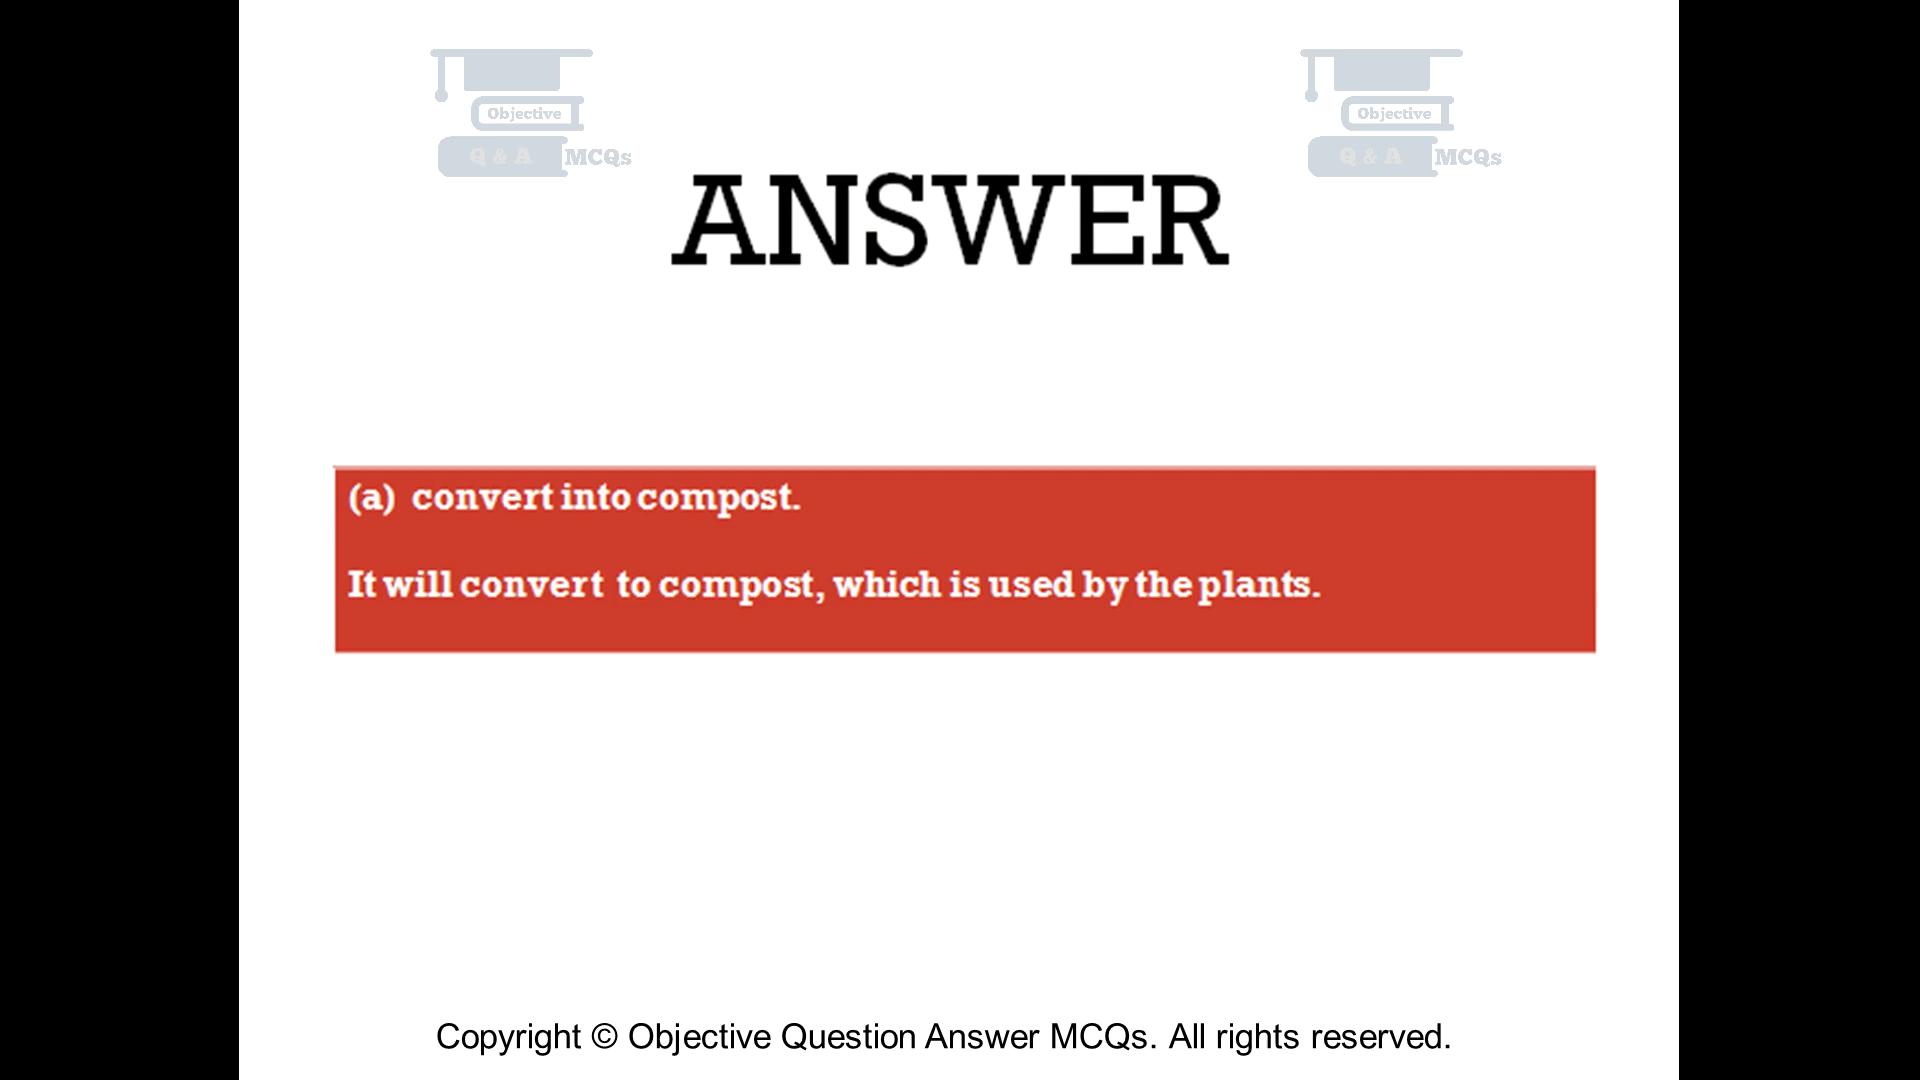 Objective
Q & A MCQs
Objective
Q & A MCQs
ANSWER
(a) convert into compost.
It will convert to compost, which is used by the plants.
Copyright © Objective Question Answer MCQs. All rights reserved.